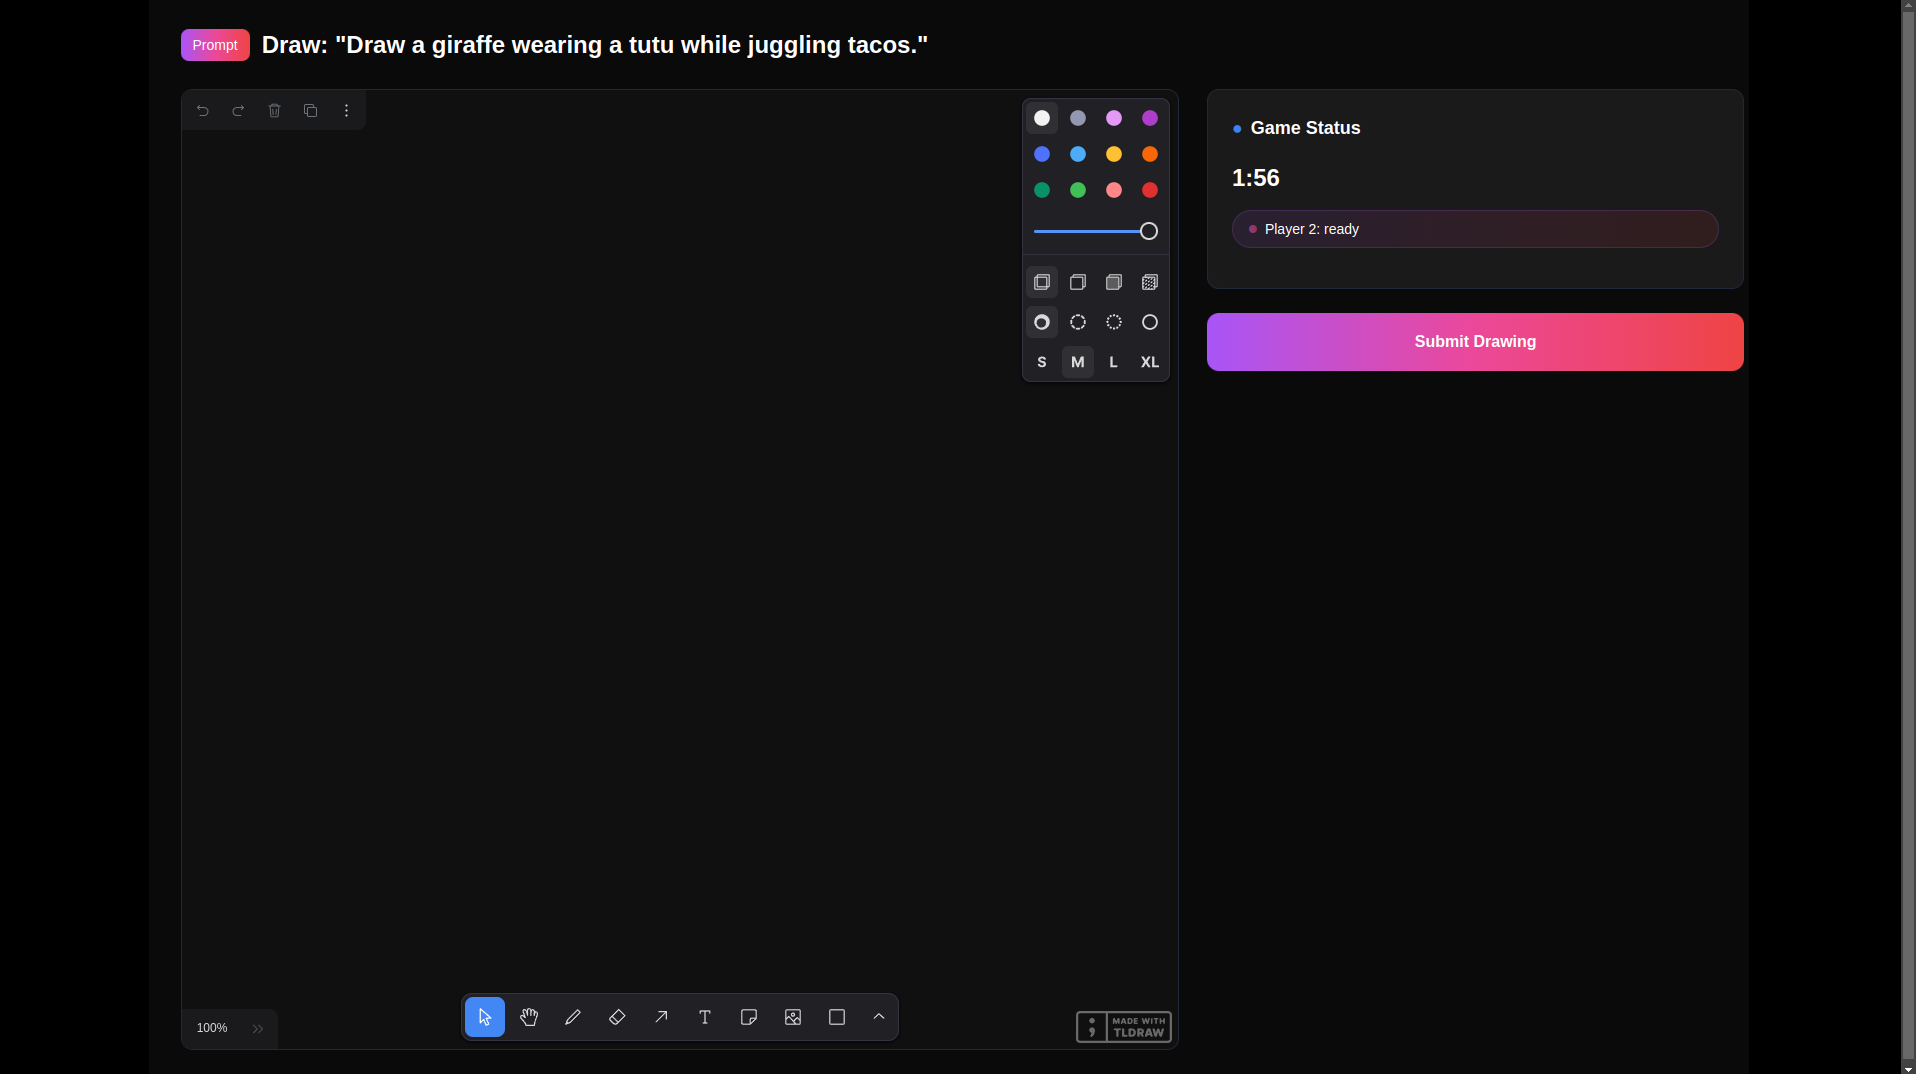 Prompt
Draw: "Draw a giraffe wearing a tutu while juggling tacos."
Game Status
1:56
Player 2: ready
Submit Drawing
S M L XL
100%
MADE WITH
TLDRAW